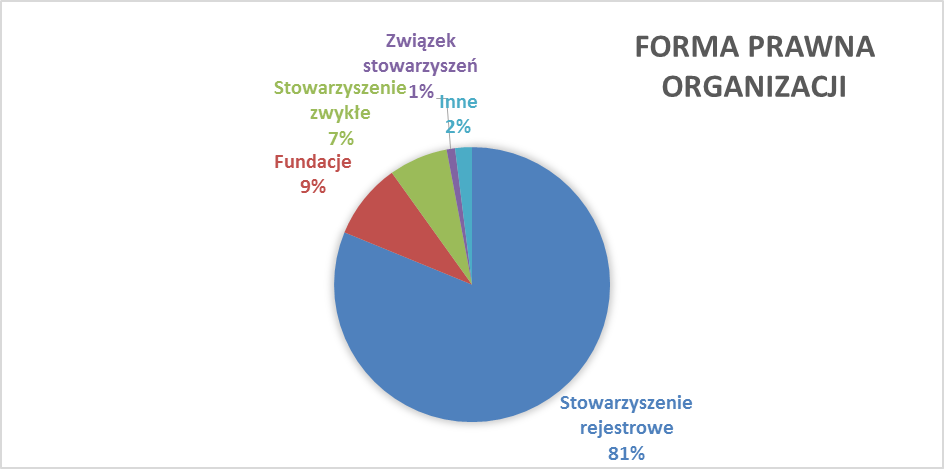 FORMA PRAWNA
ORGANIZACJI
Związek
stowarzyszeń
1%
Stowarzyszenie
zwykłe
7%
Inne
2%
Fundacje
9%
Stowarzyszenie
rejestrowe
81%